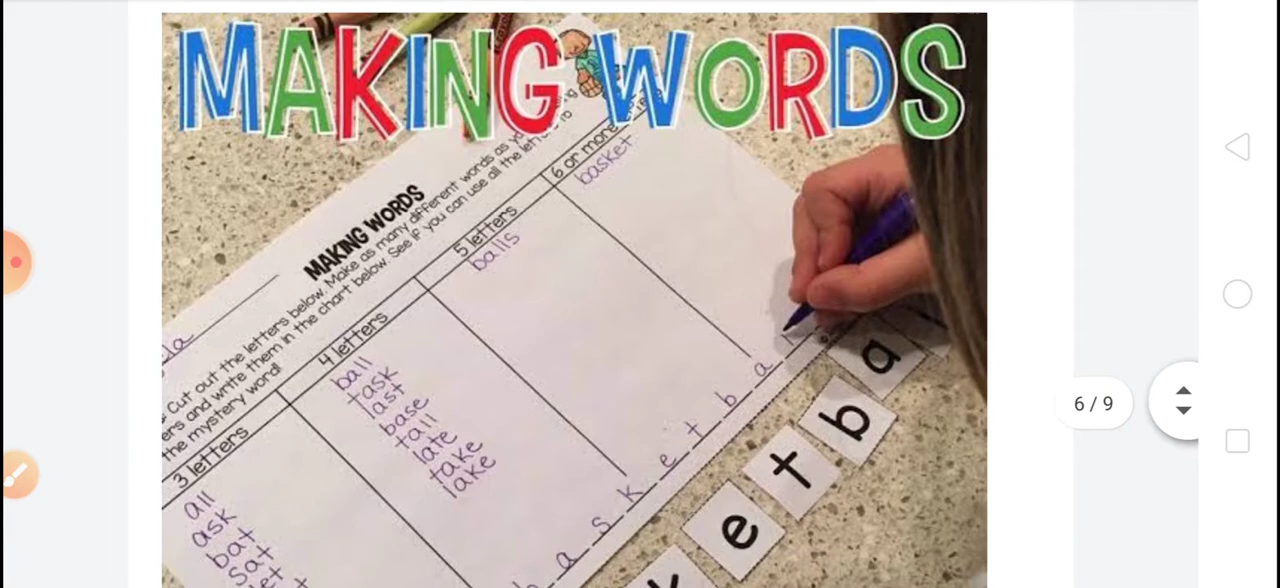 MAKING WORDS
MAKING WORDS
Cut out the letters below. Make as many different words as
ers and write them in the chart below. See if you can use all the
the mystery word!
3 letters
all
ask
bat
sat
4 letters
ball
task
last
base
tall
late
take
lake
5 letters
balls
6 or more
basket
b a s k e t b a
e t b a
6 / 9